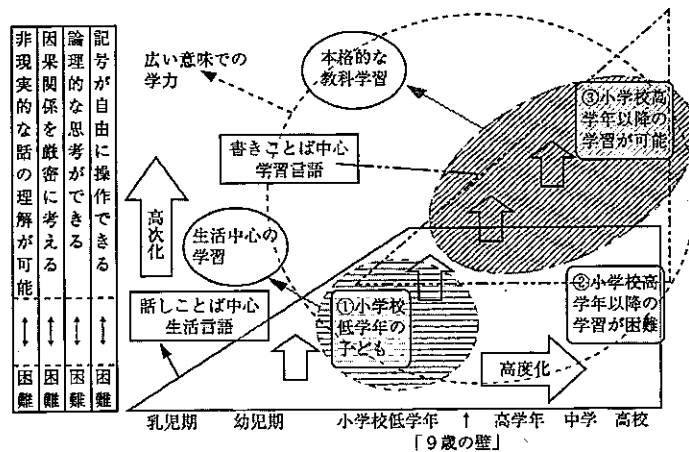 記号が自由に操作できる ←→ 困難
論理的な思考ができる ←→ 困難
因果関係を厳密に考える ←→ 困難
非現実的な話の理解が可能 ←→ 困難
広い意味での
学力
本格的な
教科学習
③小学校高
学年以降の
学習が可能
書きことば中心
学習言語
高次化
生活中心の
学習
話しことば中心
生活言語
①小学校
低学年の
子ども
②小学校高
学年以降の
学習が困難
高度化
乳児期 幼児期 小学校低学年 ↑ 高学年 中学 高校
「9歳の壁」